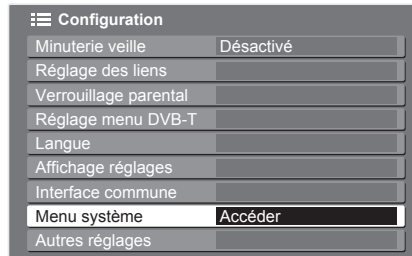 Configuration
Minuterie veille Désactivé
Réglage des liens
Verrouillage parental
Réglage menu DVB-T
Langue
Affichage réglages
Interface commune
Menu système Accéder
Autres réglages